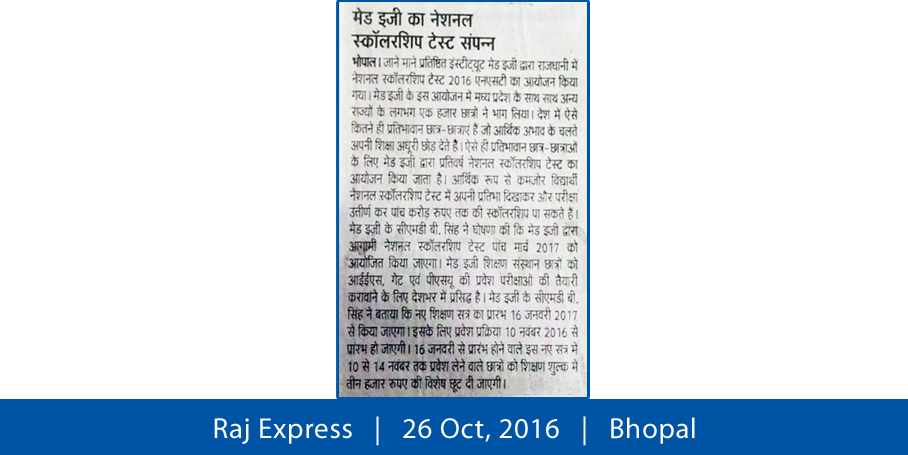 मेड इजी का नेशनल
स्कॉलरशिप टेस्ट संपन्न
भोपाल। जाने माने प्रतिष्ठित इंस्टीट्यूट मेड इजी द्वारा राजधानी में
नेशनल स्कॉलरशिप टेस्ट 2016 एनएसटी का आयोजन किया
गया। मेड इजी के इस आयोजन में मध्य प्रदेश के साथ साथ अन्य
राज्यों के लगभग एक हजार छात्रों ने भाग लिया। देश में ऐसे
कितने ही प्रतिभावान छात्र-छात्राएं हैं जो आर्थिक अभाव के चलते
अपनी शिक्षा अधूरी छोड देते है। ऐसे ही प्रतिभावान छात्र-छात्राओं
के लिए मेड इजी द्वारा प्रतिवर्ष नेशनल स्कॉलरशिप टेस्ट का
आयोजन किया जाता है। आर्थिक रूप से कमजोर विद्यार्थी
नेशनल स्कॉलरशिप टेस्ट में अपनी प्रतिभा दिखाकर और परीक्षा
उतीर्ण कर पांच करोड़ रुपए तक की स्कॉलरशिप पा सकते है।
मेड इजी के सीएमडी बी. सिंह ने घोषणा की कि मेड इजी द्वारा
आगामी नेशनल स्कॉलरशिप टेस्ट पांच मार्च 2017 को
आयोजित किया जाएगा। मेड इजी शिक्षण संस्थान छात्रों को
आईईएस, गेट एवं पीएसयू की प्रवेश परीक्षाओं की तैयारी
करावाने के लिए देशभर में प्रसिद्ध है। मेड इजी के सीएमडी बी.
सिंह ने बताया कि नए शिक्षण सत्र का प्रारंभ 16 जनवरी 2017
से किया जाएगा। इसके लिए प्रवेश प्रक्रिया 10 नवंबर 2016 से
प्रारंभ हो जाएगी। 16 जनवरी से प्रारंभ होने वाले इस नए सत्र में
10 से 14 नवंबर तक प्रवेश लेने वाले छात्रों को शिक्षण शुल्क में
तीन हजार रुपए की विशेष छूट दी जाएगी।
Raj Express | 26 Oct, 2016 | Bhopal